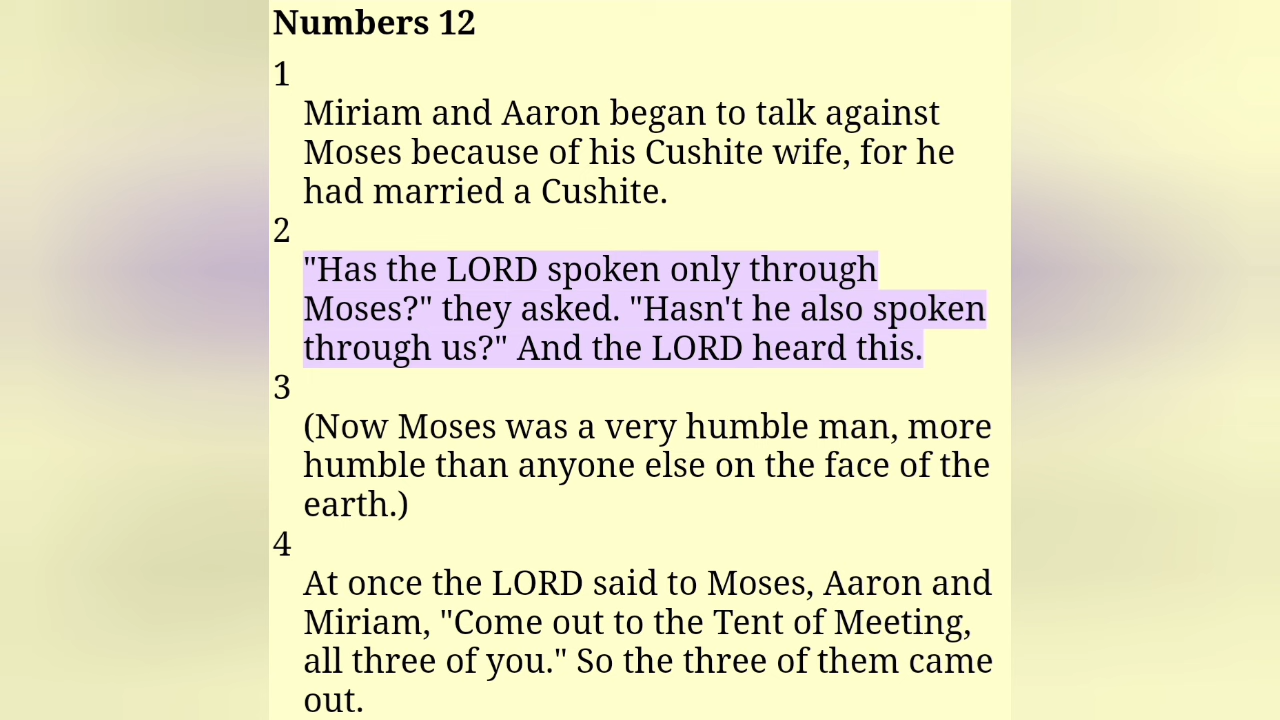 Numbers 12
1
Miriam and Aaron began to talk against
Moses because of his Cushite wife, for he
had married a Cushite.
2
"Has the LORD spoken only through
Moses?" they asked. "Hasn't he also spoken
through us?" And the LORD heard this.
3
(Now Moses was a very humble man, more
humble than anyone else on the face of the
earth.)
4
At once the LORD said to Moses, Aaron and
Miriam, "Come out to the Tent of Meeting,
all three of you." So the three of them came
out.